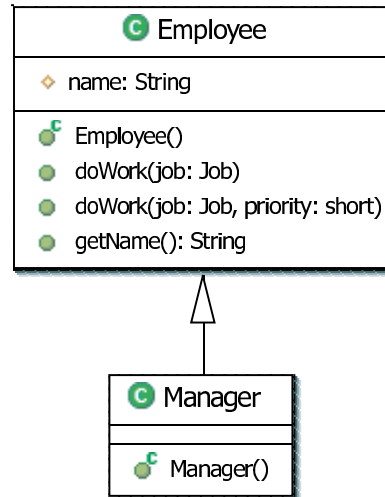 C Employee
name: String
C Employee()
doWork(job: Job)
doWork(job: Job, priority: short)
getName(): String
C Manager
C Manager()